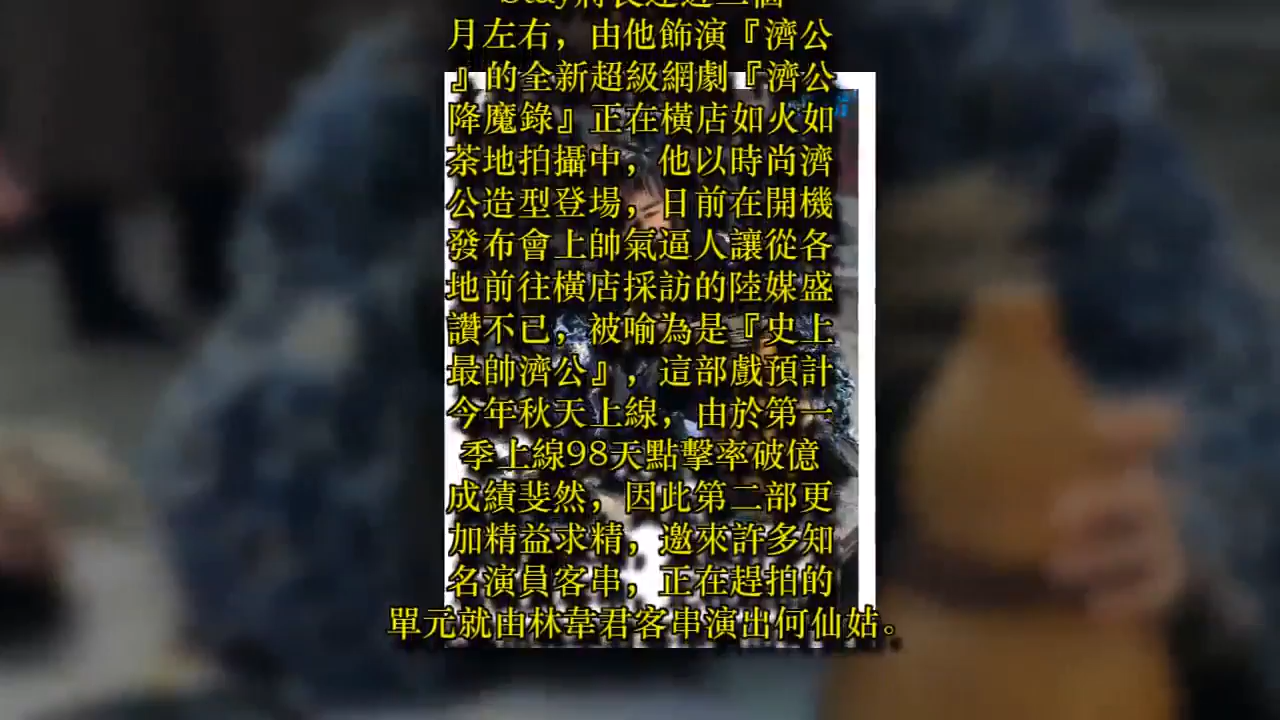 月左右，由他飾演『濟公
』的全新超級網劇『濟公
降魔錄』正在橫店如火如
荼地拍攝中，他以時尚濟
公造型登場，日前在開機
發布會上帥氣逼人讓從各
地前往橫店採訪的陸媒盛
讚不已，被喻為是『史上
最帥濟公』，這部戲預計
今年秋天上線，由於第一
季上線98天點擊率破億
成績斐然，因此第二部更
加精益求精，邀來許多知
名演員客串，正在趕拍的
單元就由林葦君客串演出何仙姑。